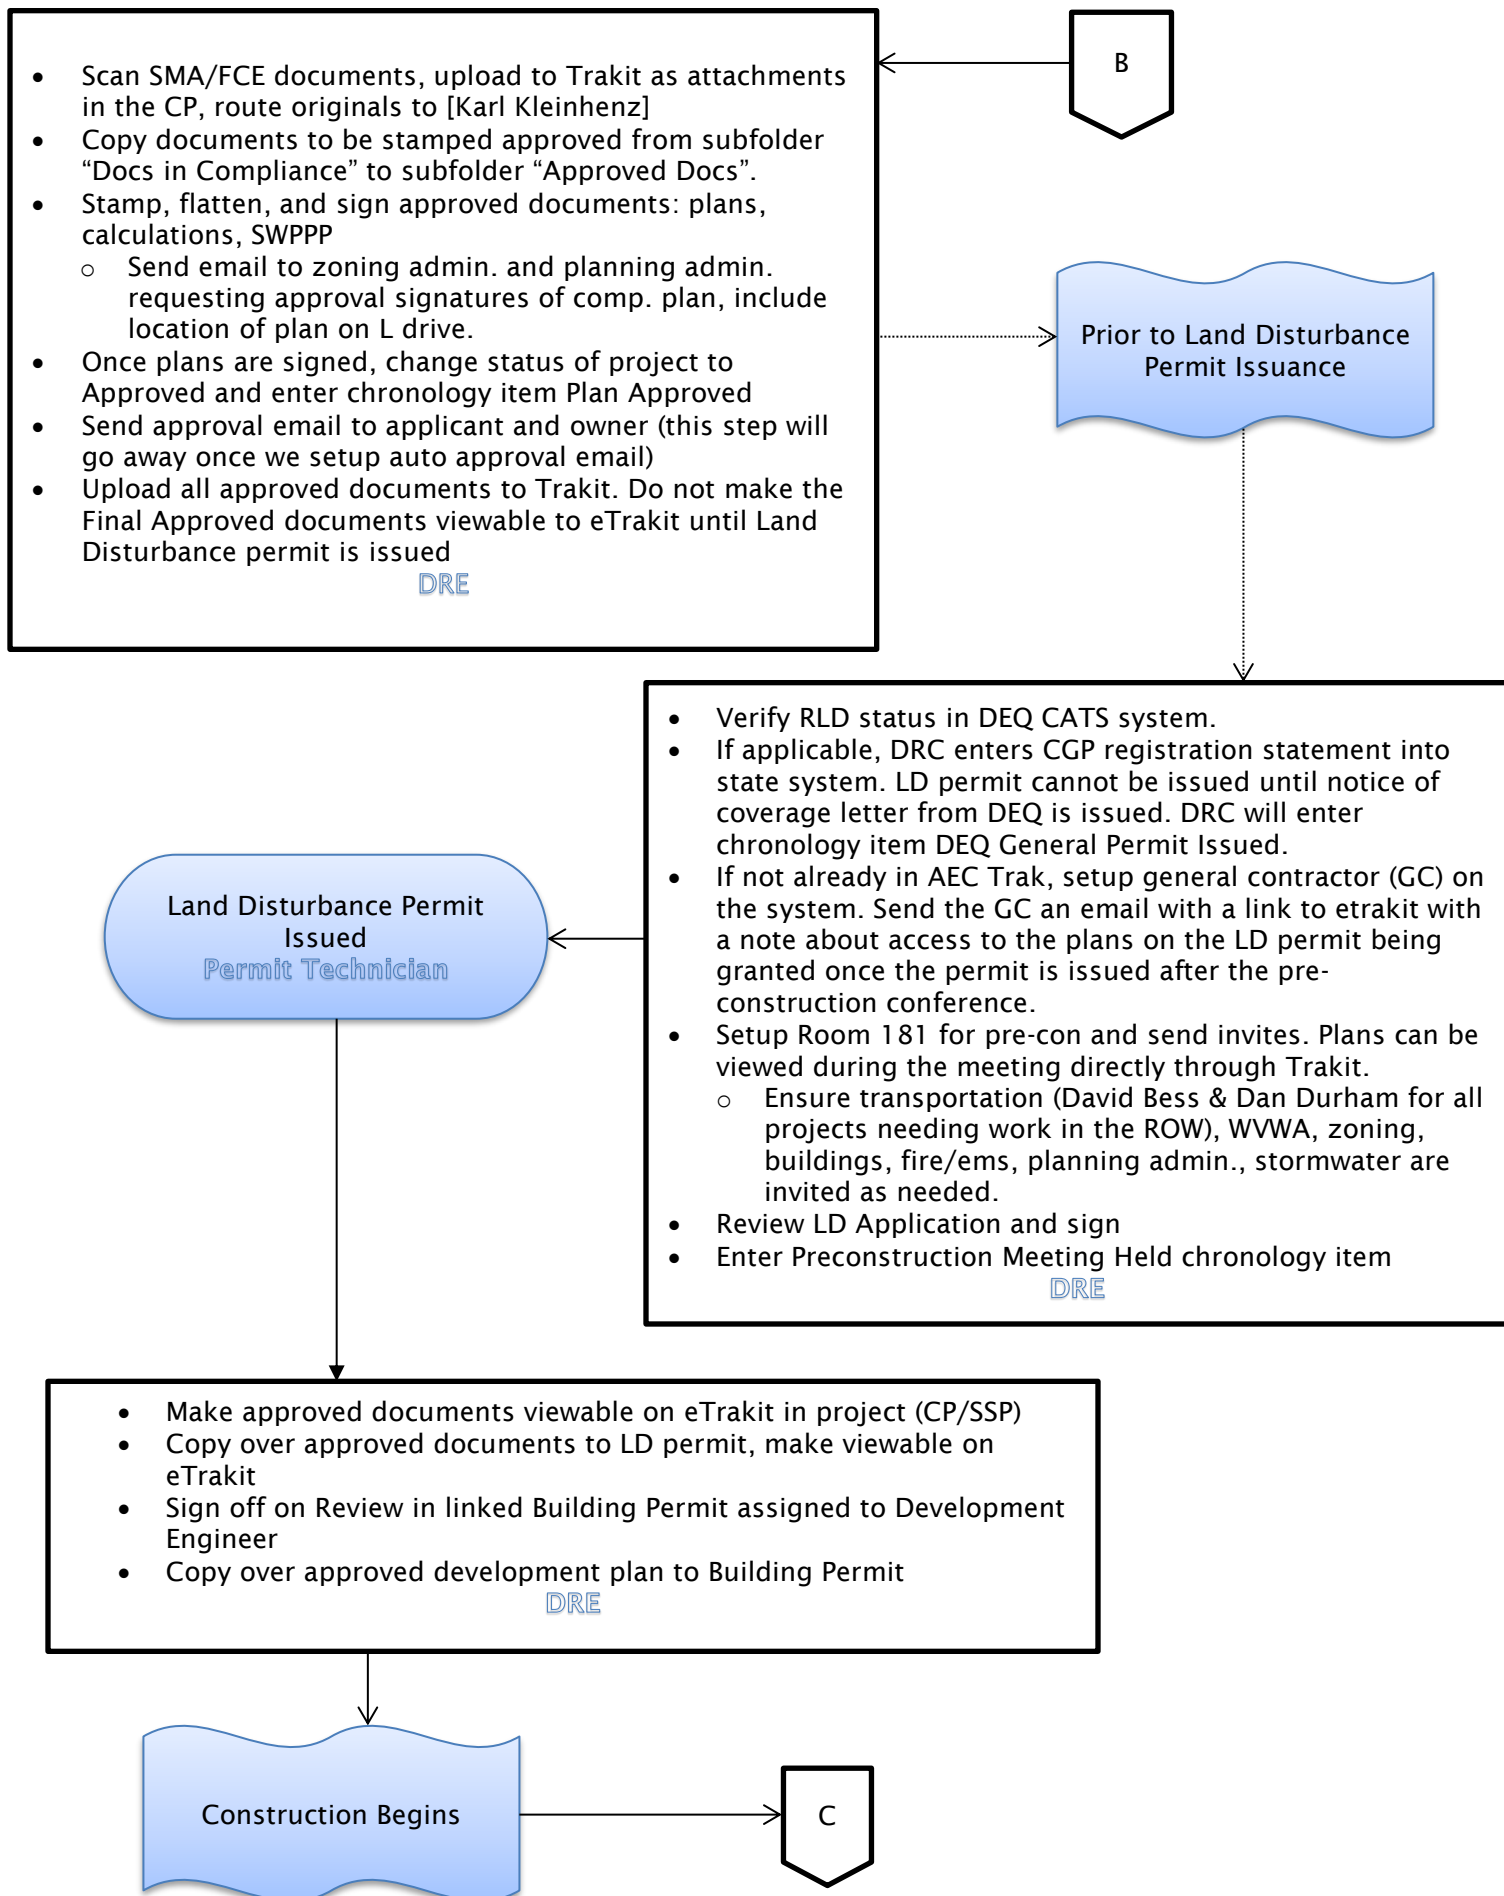 B
• Scan SMA/FCE documents, upload to Trakit as attachments
in the CP, route originals to [Karl Kleinhenz]
• Copy documents to be stamped approved from subfolder
“Docs in Compliance” to subfolder “Approved Docs”.
• Stamp, flatten, and sign approved documents: plans,
calculations, SWPPP
o Send email to zoning admin. and planning admin.
requesting approval signatures of comp. plan, include
location of plan on L drive.
• Once plans are signed, change status of project to
Approved and enter chronology item Plan Approved
• Send approval email to applicant and owner (this step will
go away once we setup auto approval email)
• Upload all approved documents to Trakit. Do not make the
Final Approved documents viewable to eTrakit until Land
Disturbance permit is issued
DRE
Prior to Land Disturbance
Permit Issuance
• Verify RLD status in DEQ CATS system.
• If applicable, DRC enters CGP registration statement into
state system. LD permit cannot be issued until notice of
coverage letter from DEQ is issued. DRC will enter
chronology item DEQ General Permit Issued.
• If not already in AEC Trak, setup general contractor (GC) on
the system. Send the GC an email with a link to etrakit with
a note about access to the plans on the LD permit being
granted once the permit is issued after the pre-
construction conference.
• Setup Room 181 for pre-con and send invites. Plans can be
viewed during the meeting directly through Trakit.
o Ensure transportation (David Bess & Dan Durham for all
projects needing work in the ROW), WVWA, zoning,
buildings, fire/ems, planning admin., stormwater are
invited as needed.
• Review LD Application and sign
• Enter Preconstruction Meeting Held chronology item
DRE
Land Disturbance Permit
Issued
Permit Technician
• Make approved documents viewable on eTrakit in project (CP/SSP)
• Copy over approved documents to LD permit, make viewable on
eTrakit
• Sign off on Review in linked Building Permit assigned to Development
Engineer
• Copy over approved development plan to Building Permit
DRE
Construction Begins
C